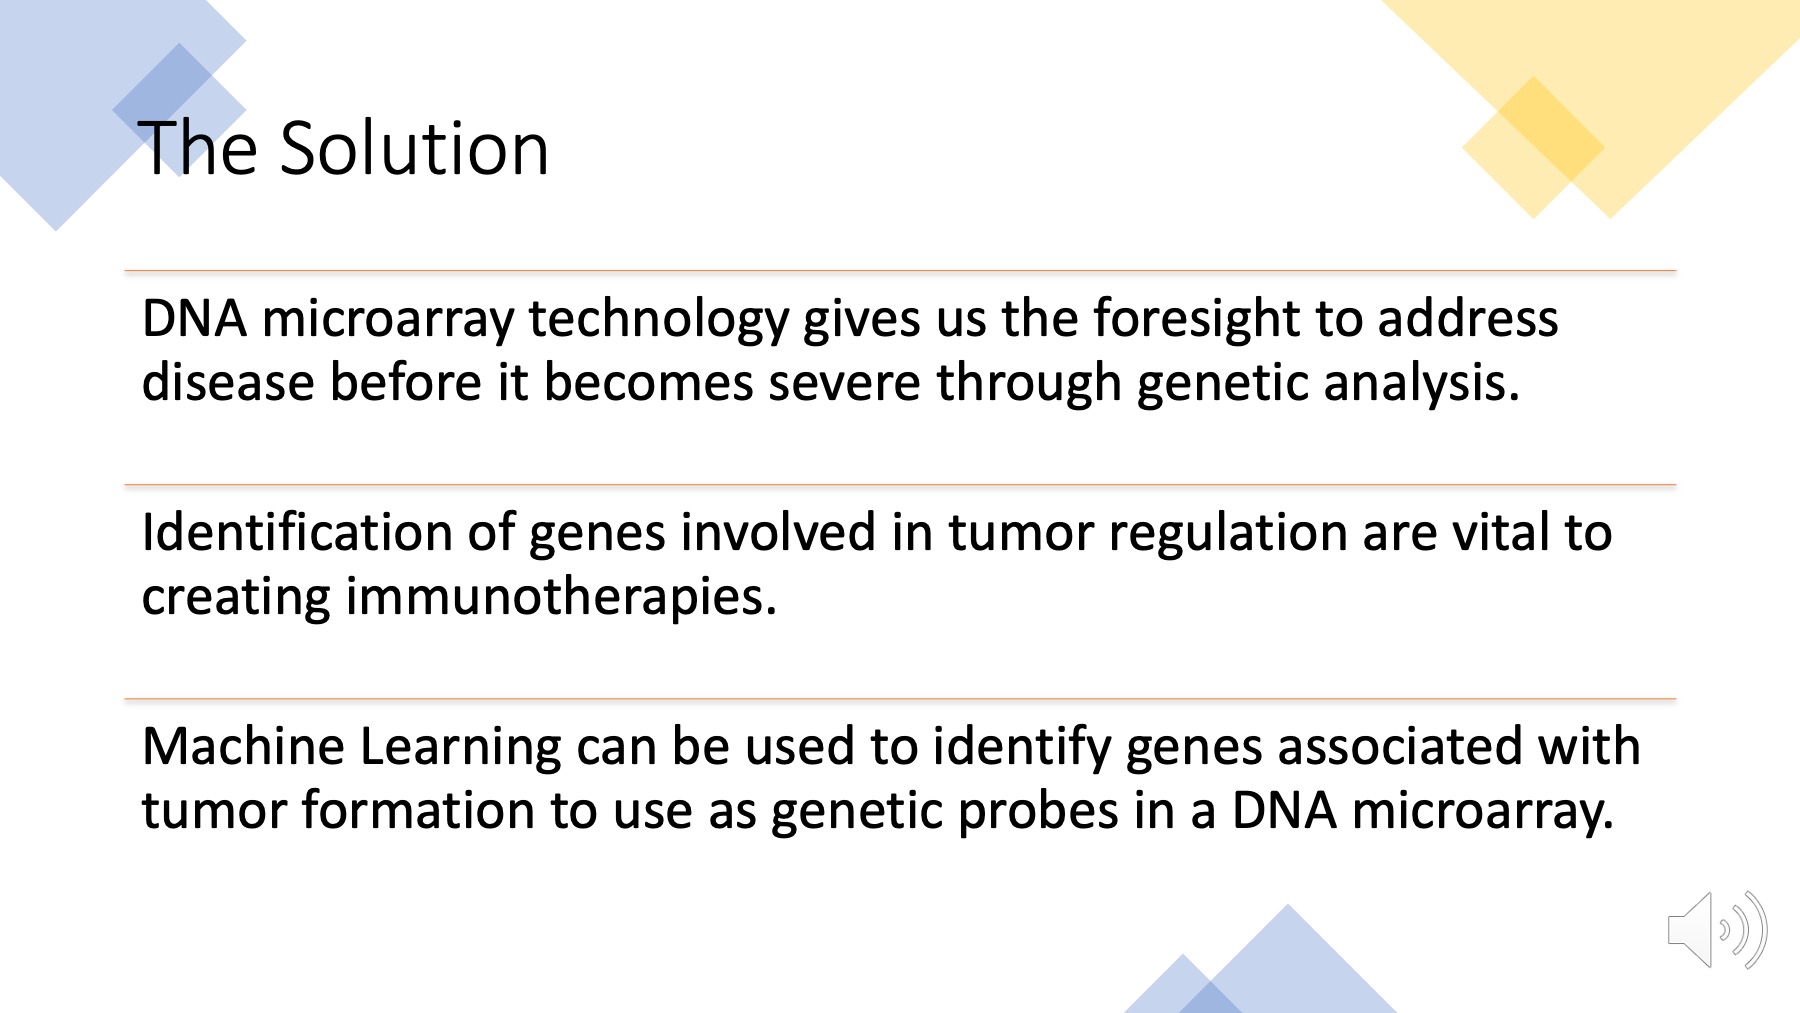 The Solution
DNA microarray technology gives us the foresight to address
disease before it becomes severe through genetic analysis.
Identification of genes involved in tumor regulation are vital to
creating immunotherapies.
Machine Learning can be used to identify genes associated with
tumor formation to use as genetic probes in a DNA microarray.